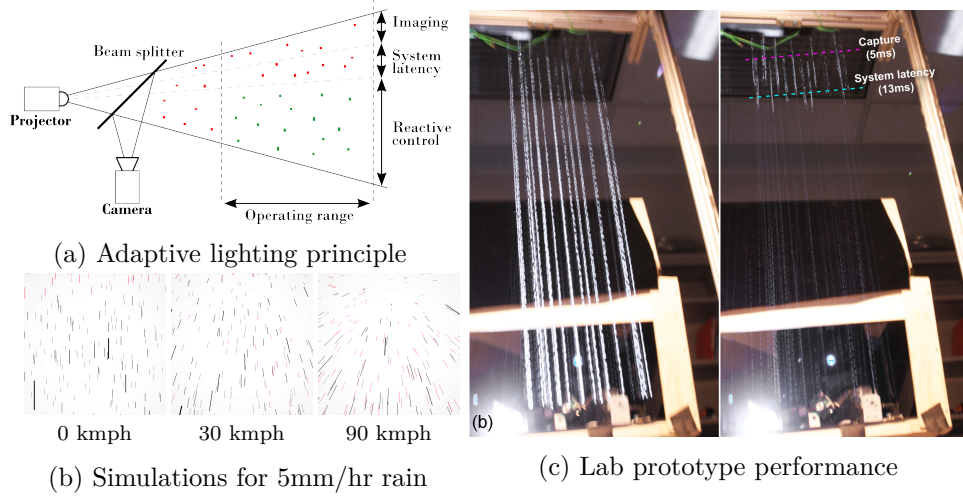 Imaging
Beam splitter
System
latency
Projector
Reactive
control
Camera
Operating range
(a) Adaptive lighting principle
0 kmph
30 kmph
90 kmph
(b) Simulations for 5mm/hr rain
Capture
(5ms)
System latency
(13ms)
(b)
(c) Lab prototype performance